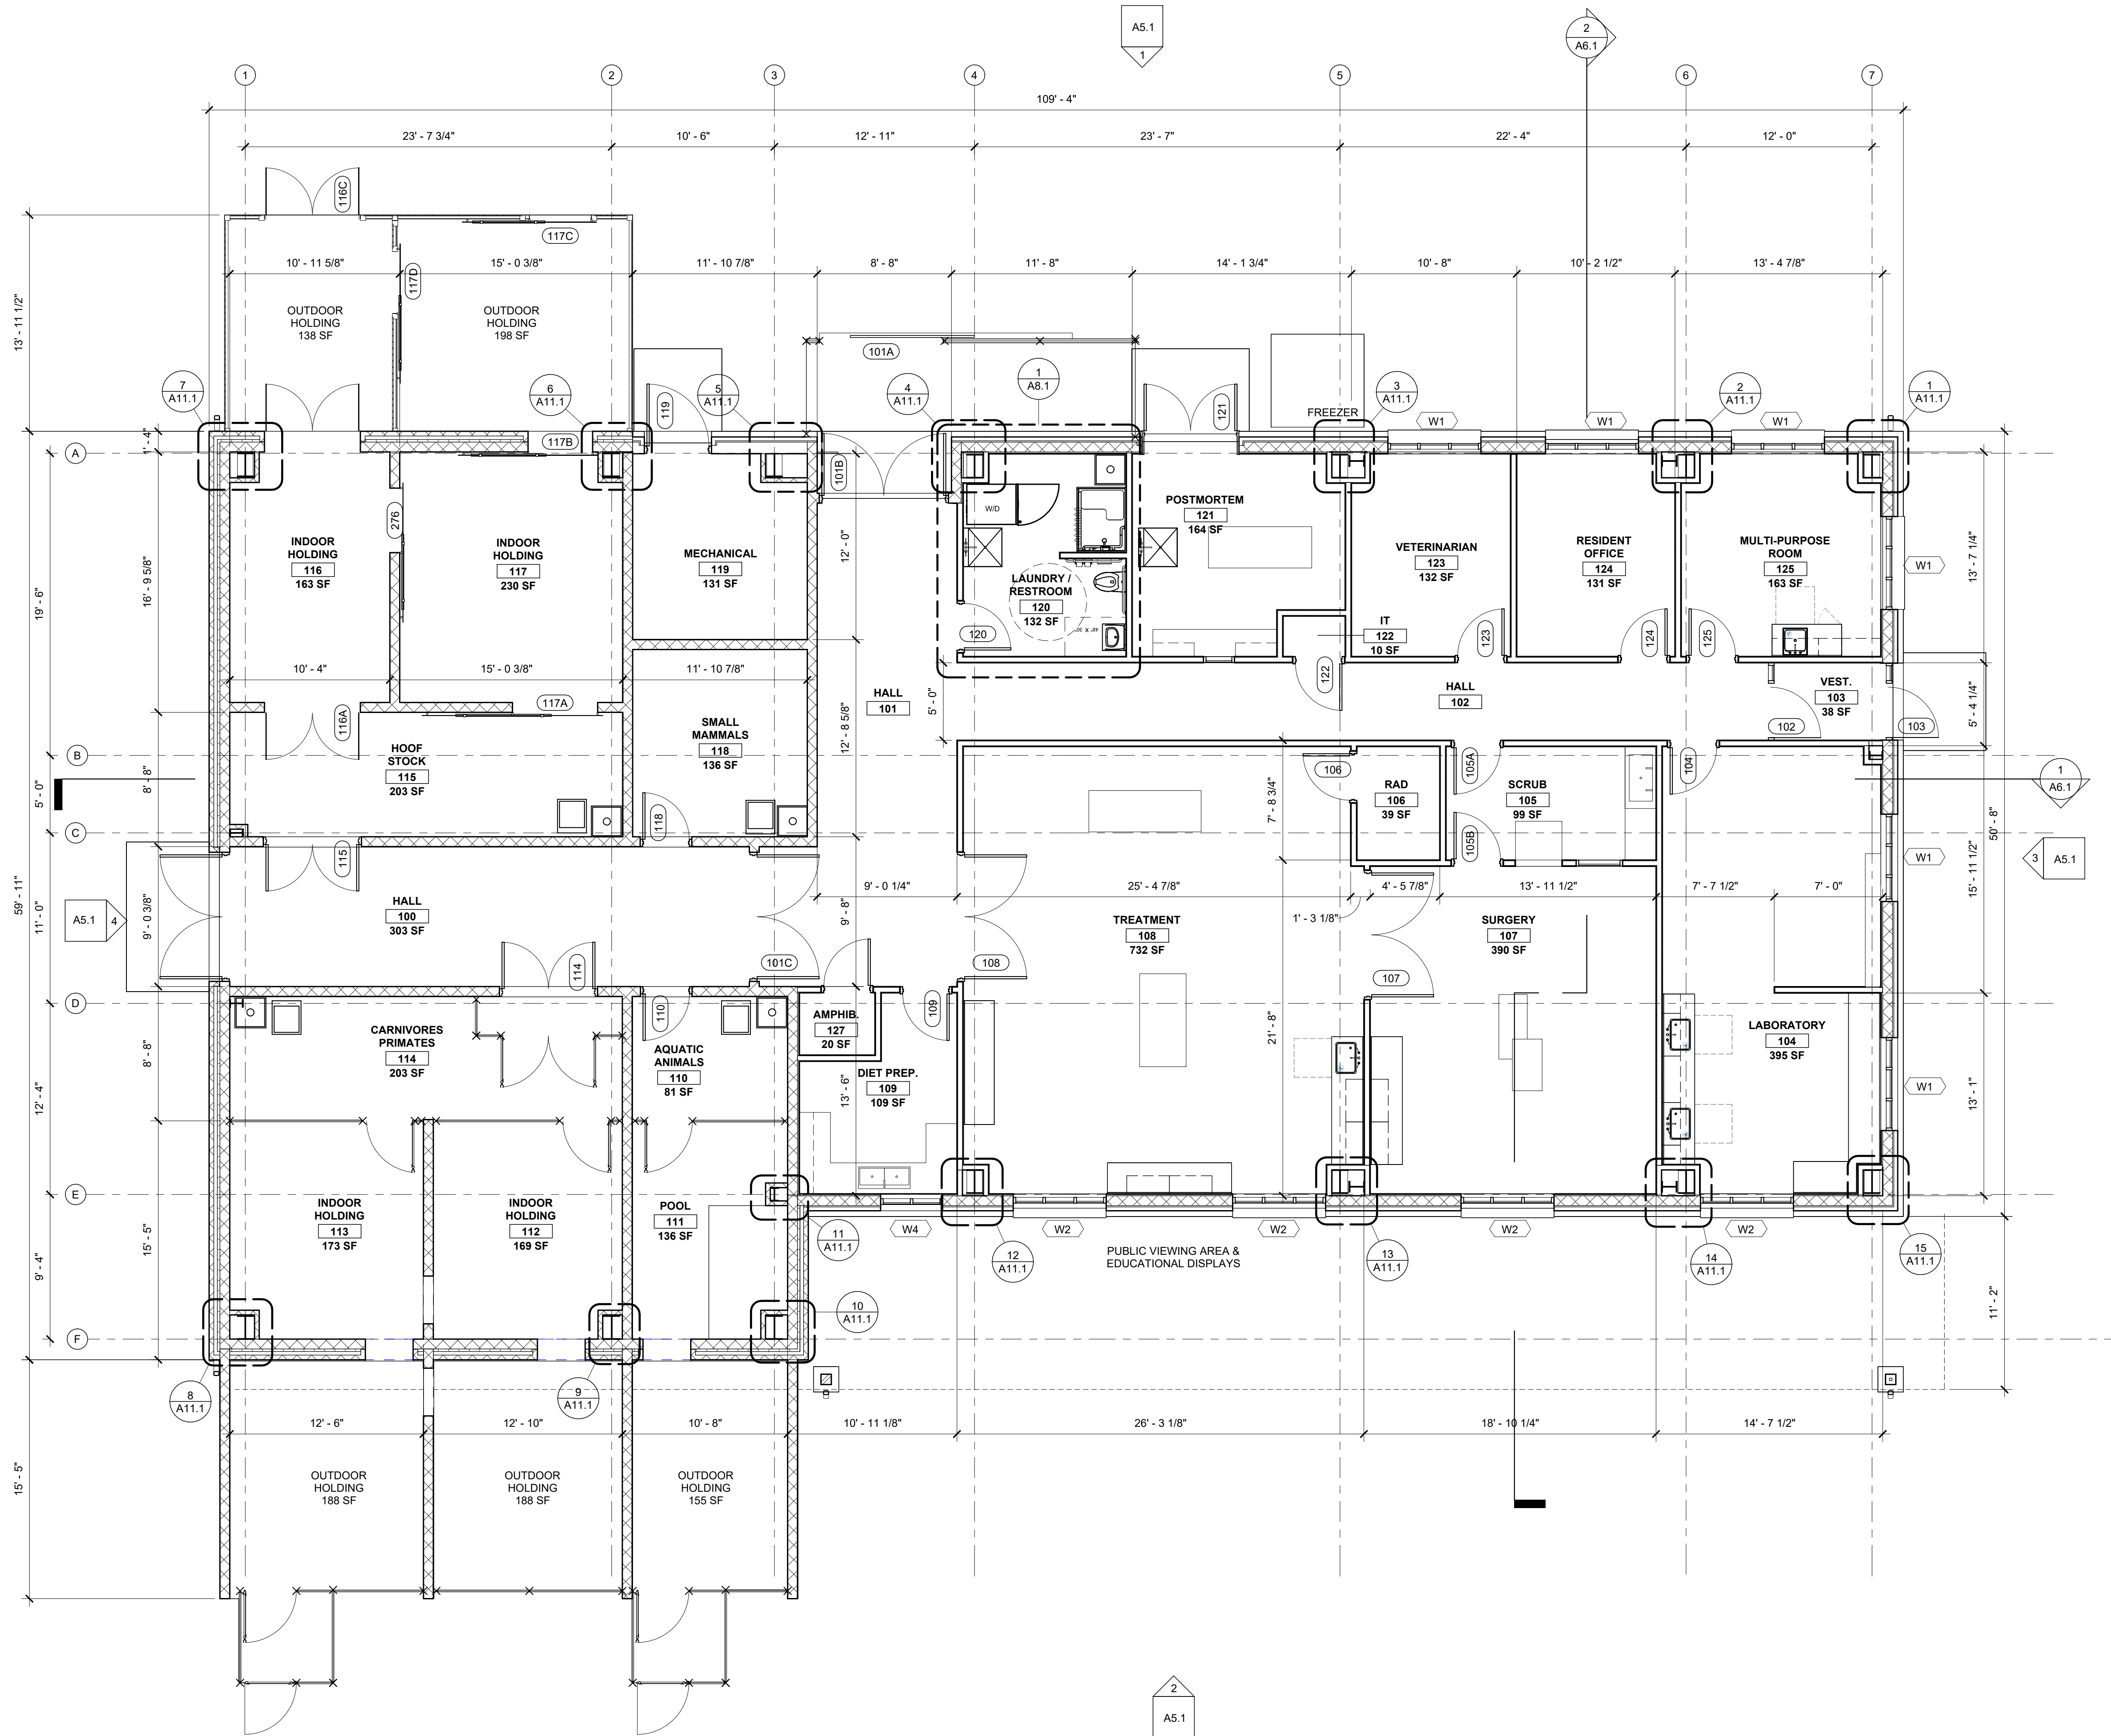 A5.1
1
2
A6.1
1
2
3
4
5
6
7
109' - 4"
23' - 7 3/4"
10' - 6"
12' - 11"
23' - 7"
22' - 4"
12' - 0"
116C
117C
117D
10' - 11 5/8"
15' - 0 3/8"
11' - 10 7/8"
8' - 8"
11' - 8"
14' - 1 3/4"
10' - 8"
10' - 2 1/2"
13' - 4 7/8"
13' - 11 1/2"
OUTDOOR
HOLDING
138 SF
OUTDOOR
HOLDING
198 SF
101A
7
A11.1
6
A11.1
5
A11.1
4
A11.1
1
A8.1
3
A11.1
2
A11.1
1
A11.1
119
121
FREEZER
W1
W1
W1
1' - 4"
A
117B
101B
276
W/D
INDOOR
HOLDING
116
163 SF
INDOOR
HOLDING
117
230 SF
MECHANICAL
119
131 SF
12' - 0"
POSTMORTEM
121
164 SF
VETERINARIAN
123
132 SF
RESIDENT
OFFICE
124
131 SF
MULTI-PURPOSE
ROOM
125
163 SF
W1
13' - 7 1/4"
LAUNDRY /
RESTROOM
120
132 SF
120
IT
122
10 SF
123
124
125
122
19' - 6"
16' - 9 5/8"
10' - 4"
15' - 0 3/8"
11' - 10 7/8"
116A
117A
HALL
101
5' - 0"
HALL
102
VEST.
103
38 SF
102
103
5' - 4 1/4"
SMALL
MAMMALS
118
136 SF
12' - 8 5/8"
HOOF
STOCK
115
203 SF
B
5' - 0"
8' - 8"
C
118
115
106
RAD
106
39 SF
105A
105B
SCRUB
105
99 SF
104
7' - 8 3/4"
1
A6.1
50' - 8"
3
A5.1
W1
15' - 11 1/2"
59' - 11"
11' - 0"
9' - 0 3/8"
A5.1
4
HALL
100
303 SF
9' - 0 1/4"
25' - 4 7/8"
4' - 5 7/8"
13' - 11 1/2"
7' - 7 1/2"
7' - 0"
9' - 8"
1' - 3 1/8"
TREATMENT
108
732 SF
SURGERY
107
390 SF
101C
108
107
114
110
109
D
AMPHIB.
127
20 SF
CARNIVORES
PRIMATES
114
203 SF
AQUATIC
ANIMALS
110
81 SF
DIET PREP.
109
109 SF
LABORATORY
104
395 SF
21' - 8"
13' - 6"
12' - 4"
8' - 8"
W1
13' - 1"
E
INDOOR
HOLDING
113
173 SF
INDOOR
HOLDING
112
169 SF
POOL
111
136 SF
11
A11.1
W4
12
A11.1
W2
W2
13
A11.1
W2
14
A11.1
W2
15
A11.1
PUBLIC VIEWING AREA &
EDUCATIONAL DISPLAYS
9' - 4"
15' - 5"
11' - 2"
10
A11.1
F
8
A11.1
9
A11.1
12' - 6"
12' - 10"
10' - 8"
10' - 11 1/8"
26' - 3 1/8"
18' - 10 1/4"
14' - 7 1/2"
15' - 5"
OUTDOOR
HOLDING
188 SF
OUTDOOR
HOLDING
188 SF
OUTDOOR
HOLDING
155 SF
2
A5.1